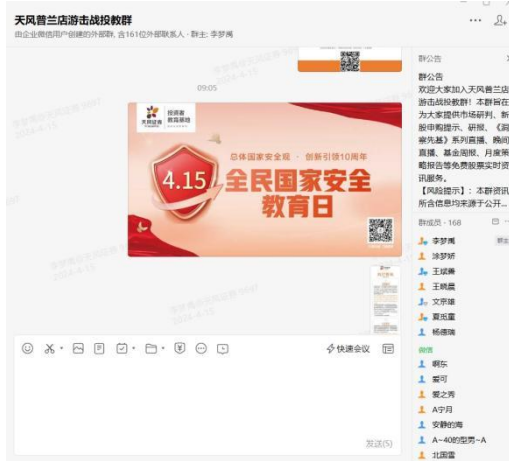 天风普兰店游击战投教群
由企业微信用户创建的外部群, 含161位外部联系人 · 群主: 李梦禹
09:05
天风证券
投资者
教育基地
总体国家安全观 · 创新引领10周年
4.15
全民国家安全
教育日
快速会议
发送(S)
群公告
群公告
欢迎大家加入天风普兰店
游击战投教群！本群旨在
为大家提供市场研判、新
股申购提示、研报、《洞
察先基》系列直播、晚间
直播、基金周报、月度策
略报告等免费股票实时资
讯服务。
【风险提示】：本群资讯
所含信息均来源于公开...
群成员 · 168
李梦禹
群主
涂梦娇
王斌菁
王晓晨
文京雄
夏兆童
杨德瑞
微信
啊东
爱可
爱之秀
A宁月
安静的海
A~40的型男~A
北国雪